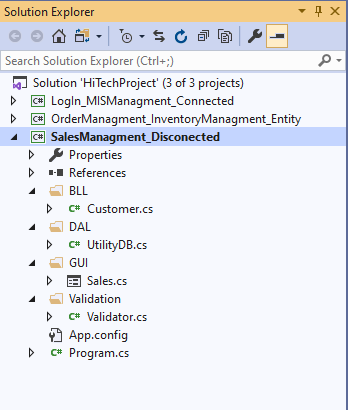 Solution Explorer
Search Solution Explorer (Ctrl+;)
Solution 'HiTechProject' (3 of 3 projects)
C# LogIn_MISManagment_Connected
C# OrderManagment_InventoryManagment_Entity
C# SalesManagment_Disconected
Properties
References
BLL
C# Customer.cs
DAL
C# UtilityDB.cs
GUI
Sales.cs
Validation
C# Validator.cs
App.config
C# Program.cs